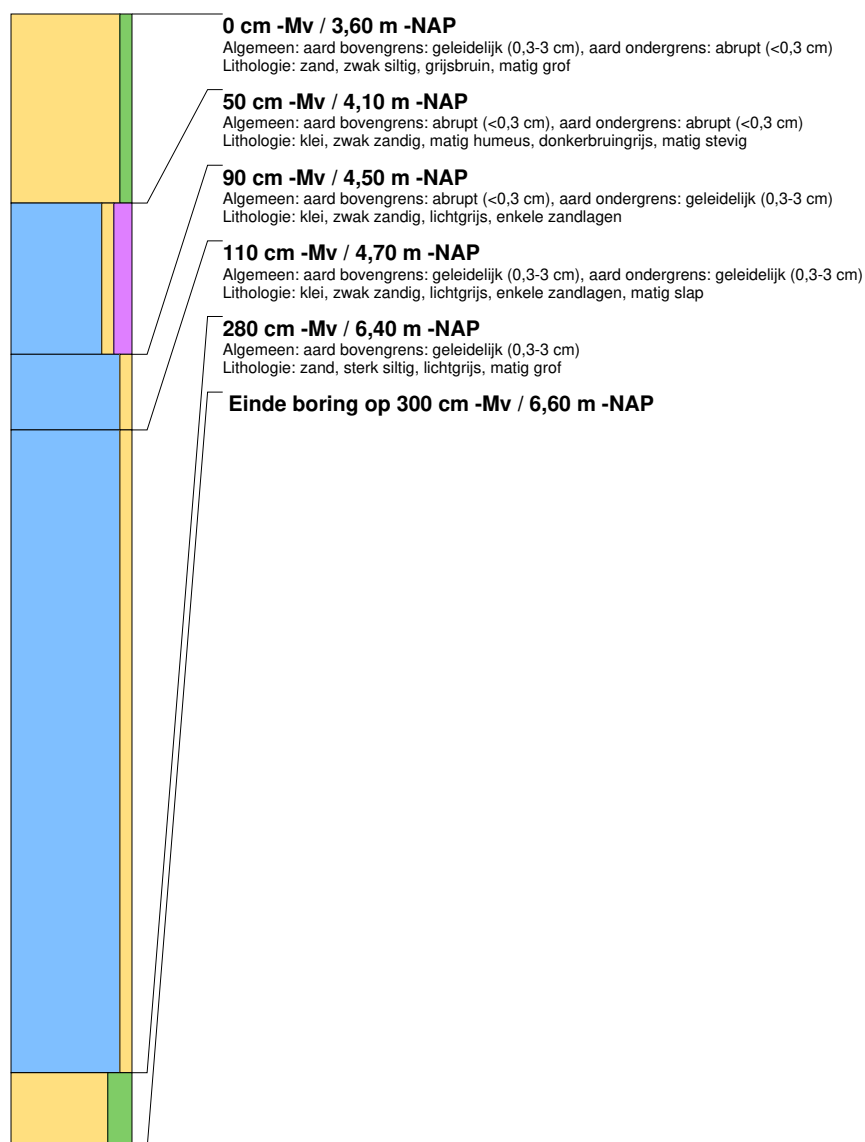 0 cm -Mv / 3,60 m -NAP
Algemeen: aard bovengrens: geleidelijk (0,3-3 cm), aard ondergrens: abrupt (<0,3 cm)
Lithologie: zand, zwak siltig, grijsbruin, matig grof
50 cm -Mv / 4,10 m -NAP
Algemeen: aard bovengrens: abrupt (<0,3 cm), aard ondergrens: abrupt (<0,3 cm)
Lithologie: klei, zwak zandig, matig humeus, donkerbruingrijs, matig stevig
90 cm -Mv / 4,50 m -NAP
Algemeen: aard bovengrens: abrupt (<0,3 cm), aard ondergrens: geleidelijk (0,3-3 cm)
Lithologie: klei, zwak zandig, lichtgrijs, enkele zandlagen
110 cm -Mv / 4,70 m -NAP
Algemeen: aard bovengrens: geleidelijk (0,3-3 cm), aard ondergrens: geleidelijk (0,3-3 cm)
Lithologie: klei, zwak zandig, lichtgrijs, enkele zandlagen, matig slap
280 cm -Mv / 6,40 m -NAP
Algemeen: aard bovengrens: geleidelijk (0,3-3 cm)
Lithologie: zand, sterk siltig, lichtgrijs, matig grof
Einde boring op 300 cm -Mv / 6,60 m -NAP